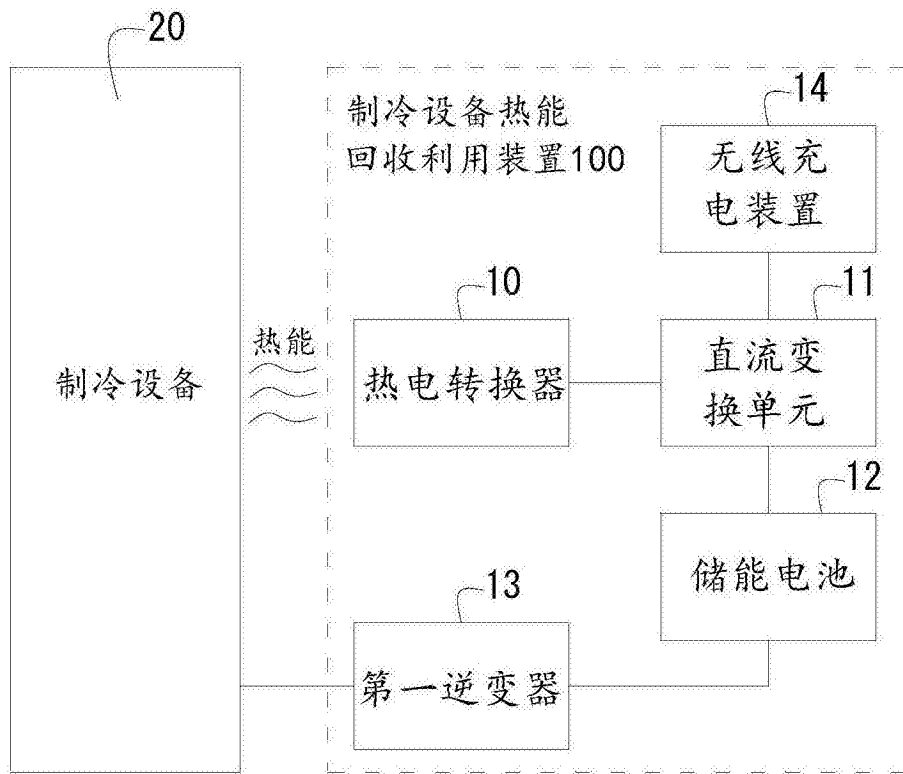 20
制冷设备热能
回收利用装置100
14
无线充
电装置
10
11
热能
制冷设备
热电转换器
直流变
换单元
12
储能电池
13
第一逆变器